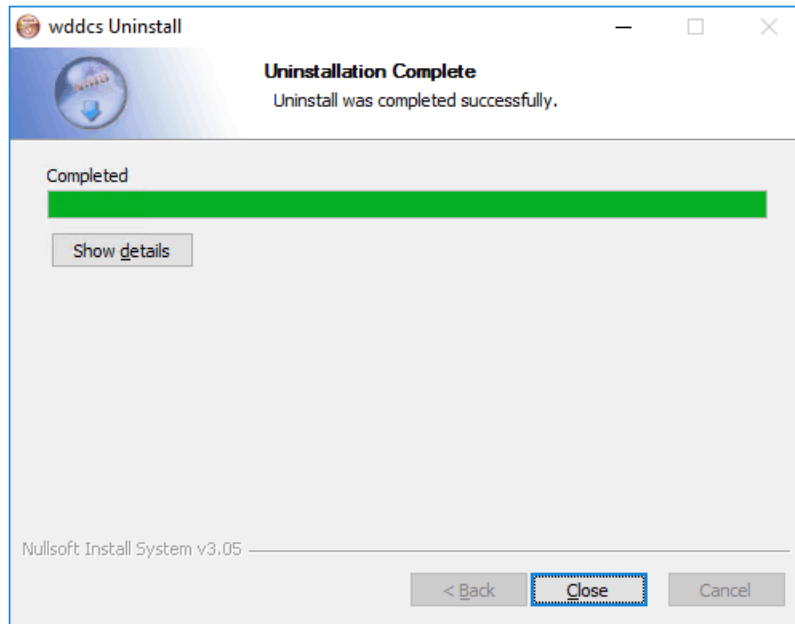 wddcs Uninstall
Uninstallation Complete
Uninstall was completed successfully.
Completed
Show details
Nullsoft Install System v3.05
< Back
Close
Cancel